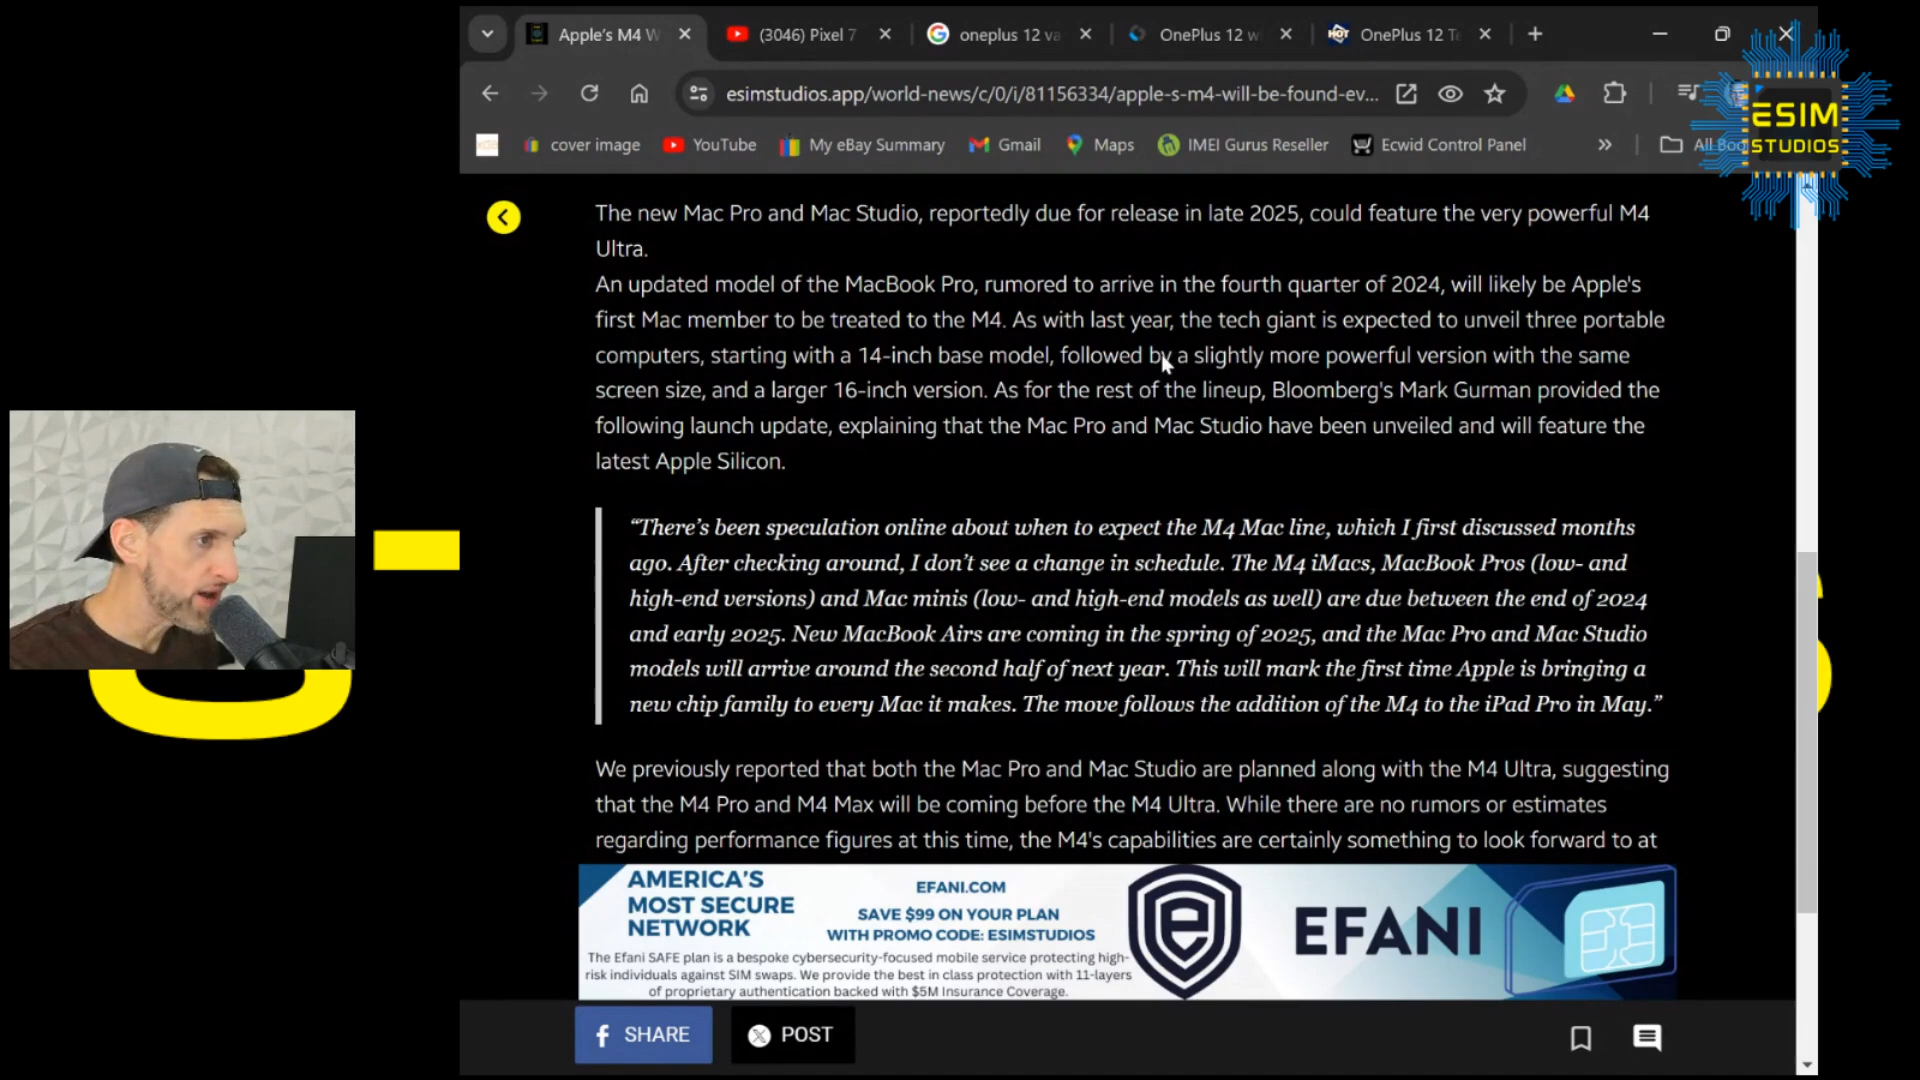 Apple's M4 W
(3046) Pixel 7
oneplus 12 va
OnePlus 12 w
HOT
OnePlus 12 Te
esimstudios.app/world-news/c/0/i/81156334/apple-s-m4-will-be-found-ev...
ESIM
STUDIOS
cover image
YouTube
My eBay Summary
Gmail
Maps
IMEI Gurus Reseller
Ecwid Control Panel
»
All Boo
The new Mac Pro and Mac Studio, reportedly due for release in late 2025, could feature the very powerful M4
Ultra.
An updated model of the MacBook Pro, rumored to arrive in the fourth quarter of 2024, will likely be Apple's
first Mac member to be treated to the M4. As with last year, the tech giant is expected to unveil three portable
computers, starting with a 14-inch base model, followed by a slightly more powerful version with the same
screen size, and a larger 16-inch version. As for the rest of the lineup, Bloomberg's Mark Gurman provided the
following launch update, explaining that the Mac Pro and Mac Studio have been unveiled and will feature the
latest Apple Silicon.
“There’s been speculation online about when to expect the M4 Mac line, which I first discussed months
ago. After checking around, I don’t see a change in schedule. The M4 iMacs, MacBook Pros (low- and
high-end versions) and Mac minis (low- and high-end models as well) are due between the end of 2024
and early 2025. New MacBook Airs are coming in the spring of 2025, and the Mac Pro and Mac Studio
models will arrive around the second half of next year. This will mark the first time Apple is bringing a
new chip family to every Mac it makes. The move follows the addition of the M4 to the iPad Pro in May.”
We previously reported that both the Mac Pro and Mac Studio are planned along with the M4 Ultra, suggesting
that the M4 Pro and M4 Max will be coming before the M4 Ultra. While there are no rumors or estimates
regarding performance figures at this time, the M4's capabilities are certainly something to look forward to at
AMERICA'S
MOST SECURE
NETWORK
EFANI.COM
SAVE $99 ON YOUR PLAN
WITH PROMO CODE: ESIMSTUDIOS
The Efani SAFE plan is a bespoke cybersecurity-focused mobile service protecting high-
risk individuals against SIM swaps. We provide the best in class protection with 11-layers
of proprietary authentication backed with $5M Insurance Coverage.
EFANI
SHARE
POST